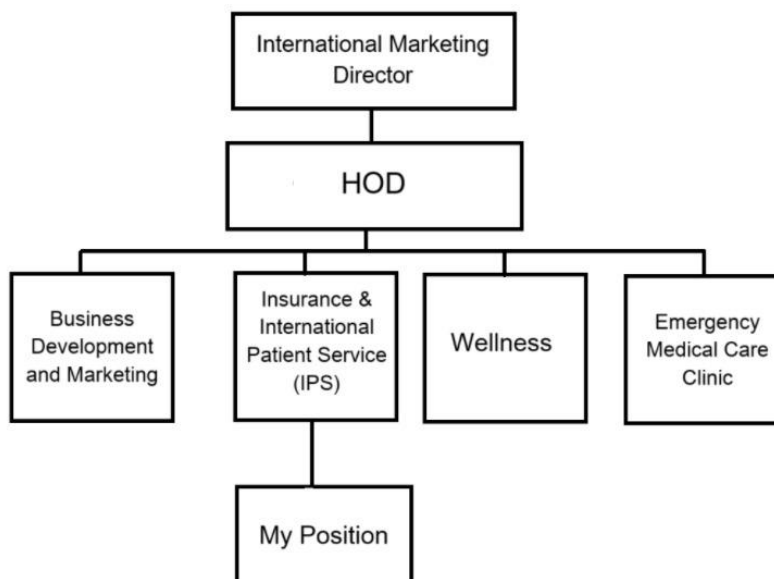 International Marketing
Director
HOD
Business
Development
and Marketing
Insurance &
International
Patient Service
(IPS)
Wellness
Emergency
Medical Care
Clinic
My Position